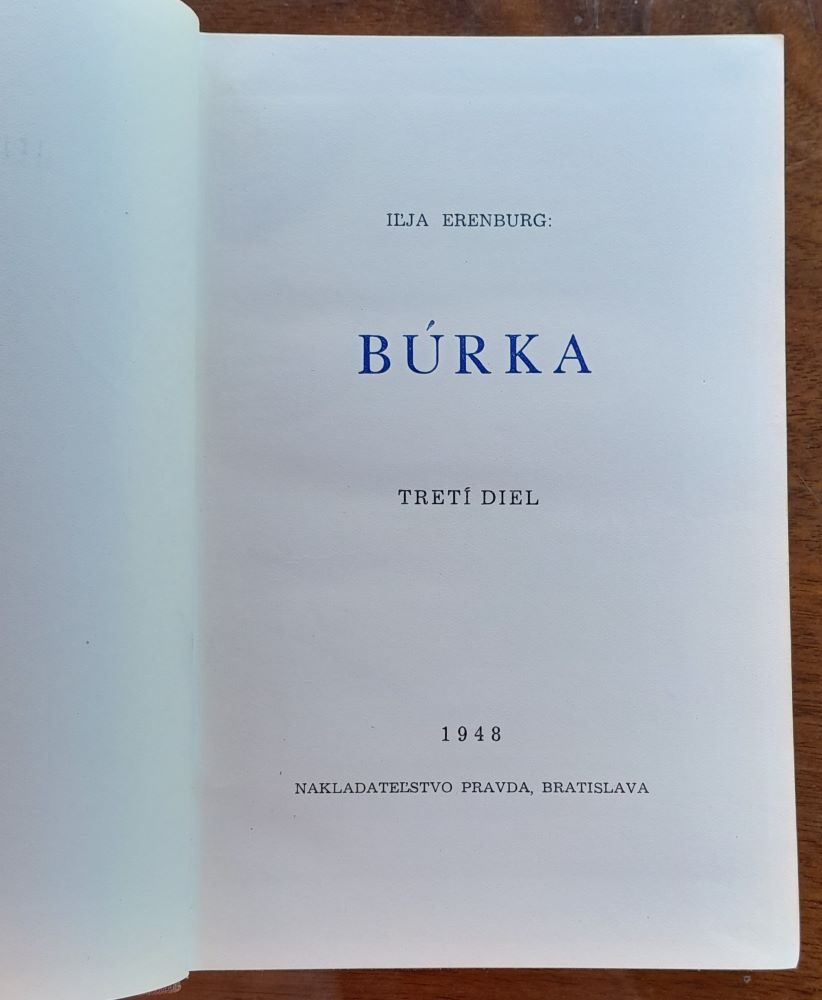 IĽJA ERENBURG:
BÚRKA
TRETÍ DIEL
1948
NAKLADATEĽSTVO PRAVDA, BRATISLAVA